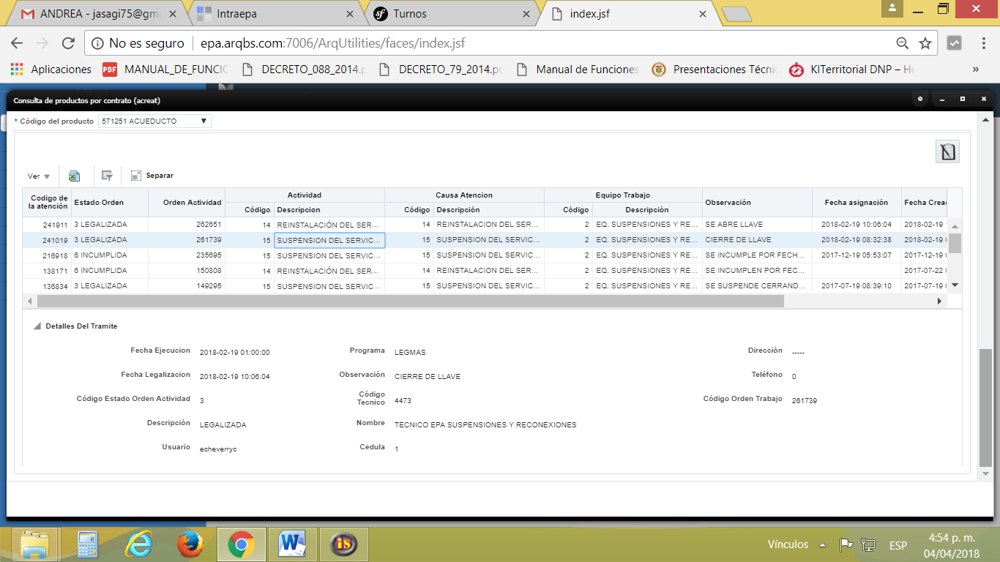 ANDREA - jasagi75@gma
Intraepa
Turnos
index.jsf
No es seguro epa.arqbs.com:7006/ArqUtilities/faces/index.jsf
Aplicaciones MANUAL_DE_FUNCIO DECRETO_088_2014.p DECRETO_79_2014.pd Manual de Funciones Presentaciones Técni KITerritorial DNP – He »
Consulta de productos por contrato (acreat)
* Código del producto 571251 ACUEDUCTO
Ver Separar
Codigo de la atención Estado Orden Orden Actividad Actividad Causa Atencion Equipo Trabajo Observación Fecha asignación Fecha Crea
Código Descripcion Código Descripción Código Descripción
241911 3 LEGALIZADA 262651 14 REINSTALACIÓN DEL SER... 14 REINSTALACION DEL SER... 2 EQ. SUSPENSIONES Y RE... SE ABRE LLAVE 2018-02-19 10:06:04 2018-02-19
241019 3 LEGALIZADA 261739 15 SUSPENSION DEL SERVIC... 15 SUSPENSION DEL SERVIC... 2 EQ. SUSPENSIONES Y RE... CIERRE DE LLAVE 2018-02-19 08:32:38 2018-02-19
216918 6 INCUMPLIDA 235695 15 SUSPENSION DEL SERVIC... 15 SUSPENSION DEL SERVIC... 2 EQ. SUSPENSIONES Y RE... SE INCUMPLE POR FECH... 2017-12-19 05:53:07 2017-12-19
138171 6 INCUMPLIDA 150808 14 REINSTALACIÓN DEL SER... 14 REINSTALACION DEL SER... 2 EQ. SUSPENSIONES Y RE... SE INCUMPLEN POR FEC... 2017-07-22
136834 3 LEGALIZADA 149295 15 SUSPENSION DEL SERVIC... 15 SUSPENSION DEL SERVIC... 2 EQ. SUSPENSIONES Y RE... SE SUSPENDE CERRAND... 2017-07-19 08:39:10 2017-07-19
Detalles Del Tramite
Fecha Ejecucion 2018-02-19 01:00:00 Programa LEGMAS Dirección -----
Fecha Legalizacion 2018-02-19 10:06:04 Observación CIERRE DE LLAVE Teléfono 0
Código Estado Orden Actividad 3 Código Tecnico 4473 Código Orden Trabajo 261739
Descripción LEGALIZADA Nombre TECNICO EPA SUSPENSIONES Y RECONEXIONES
Usuario echeverryc Cedula 1
Vínculos ESP 4:54 p. m.
04/04/2018